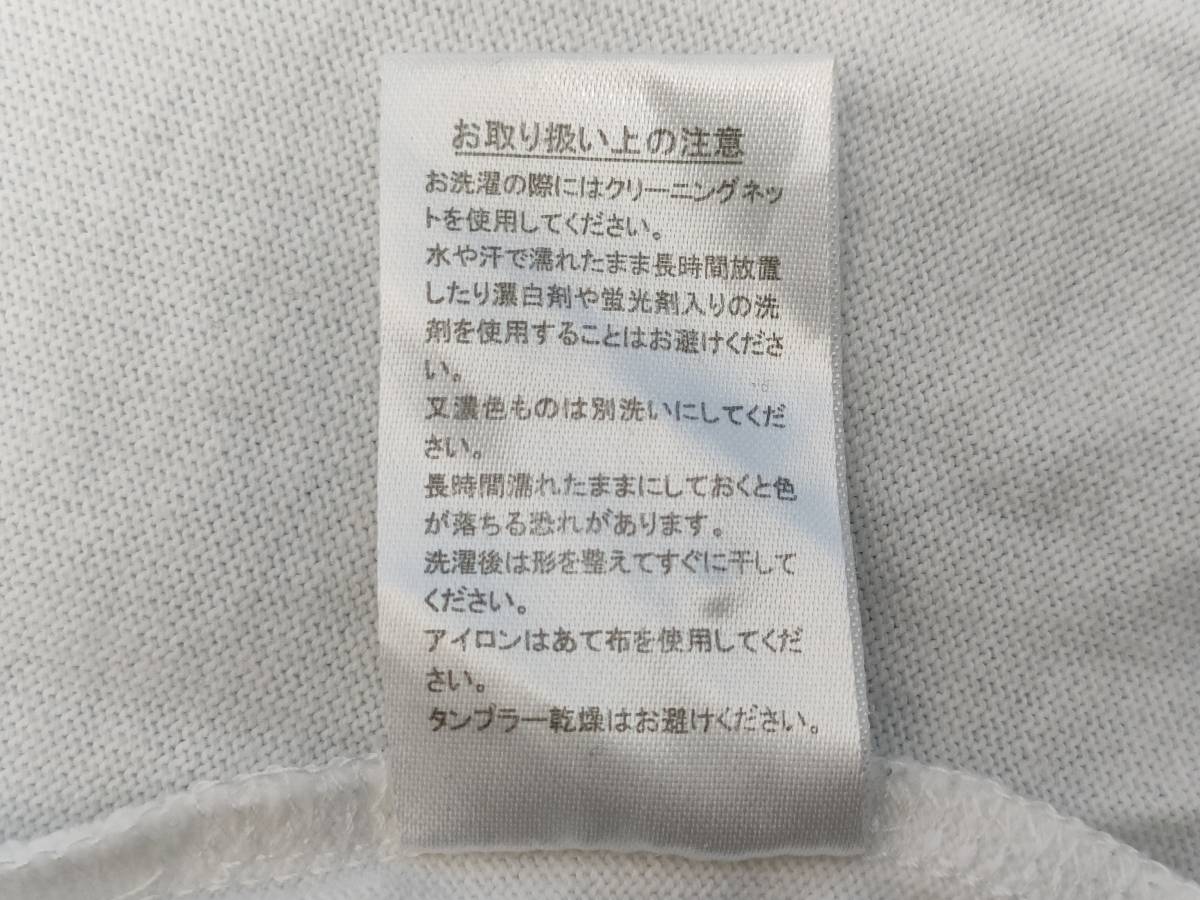 お取り扱い上の注意
お洗濯の際にはクリーニングネッ
トを使用してください。
水や汗で濡れたまま長時間放置
したり漂白剤や蛍光剤入りの洗
剤を使用することはお避けくださ
い。
又濃色ものは別洗いにしてくだ
さい。
長時間濡れたままにしておくと色
が落ちる恐れがあります。
洗濯後は形を整えてすぐに干して
ください。
アイロンはあて布を使用してくだ
さい。
タンブラー乾燥はお避けください。